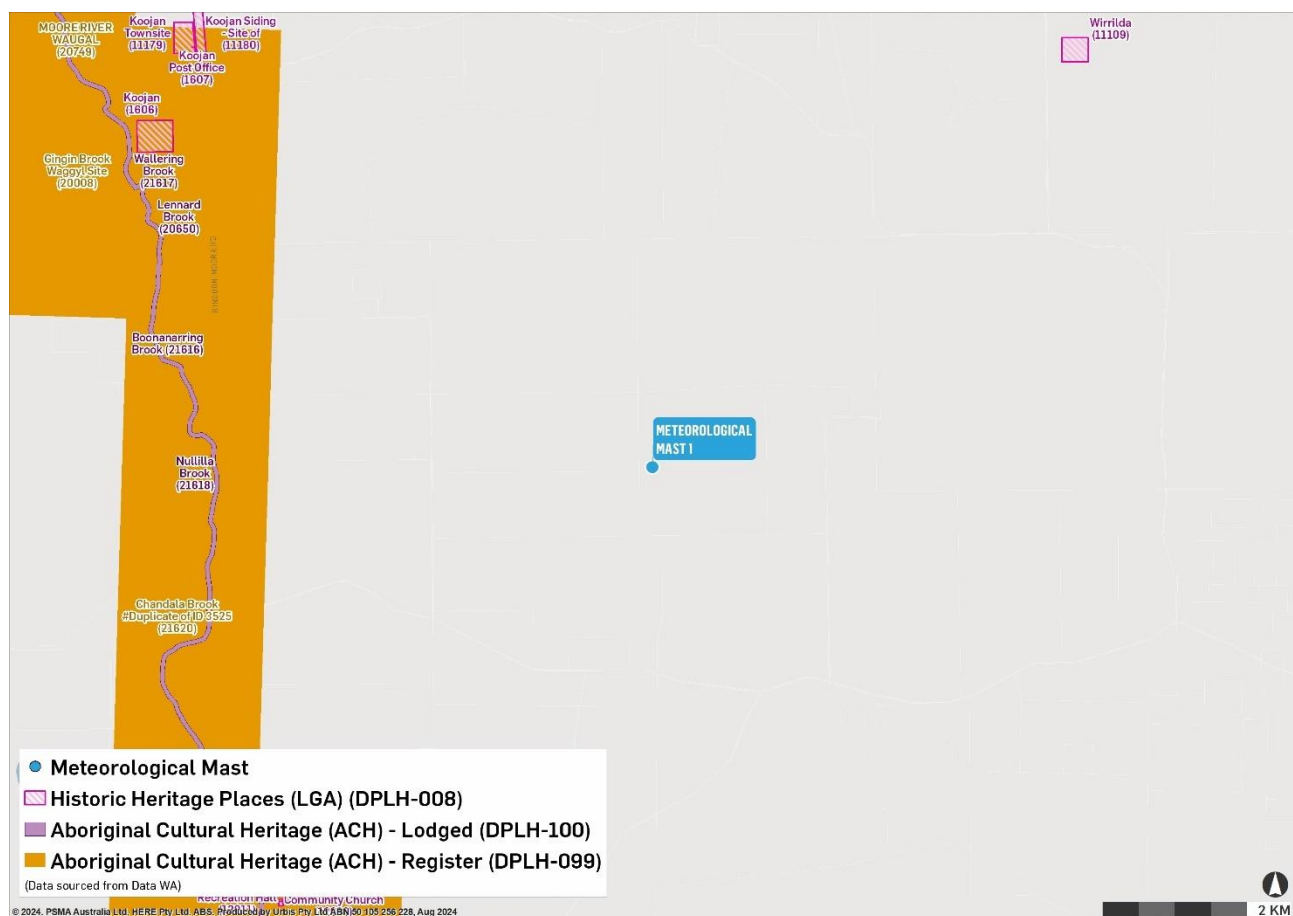 MOORE RIVER
WAUGAL
(20749)
Koojan
Townsite
(11179)
Koojan Siding
- Site of
(11180)
Koojan
Post Office
(1607)
Wirrilda
(11109)
Koojan
(1606)
Gingin Brook
Waggyl Site
(20008)
Wallering
Brook
(21617)
Lennard
Brook
(20650)
BINDOON MOORA RD
Boonanarring
Brook (21616)
METEOROLOGICAL
MAST 1
Nullilla
Brook
(21618)
Chandala Brook
#Duplicate of ID 3525
(21620)
Meteorological Mast
Historic Heritage Places (LGA) (DPLH-008)
Aboriginal Cultural Heritage (ACH) - Lodged (DPLH-100)
Aboriginal Cultural Heritage (ACH) - Register (DPLH-099)
(Data sourced from Data WA)
Recreation Hall
Community Church
© 2024. PSMA Australia Ltd, HERE Pty Ltd, ABS. Produced by Urbis Pty Ltd ABN 50 105 256 228, Aug 2024
2 KM